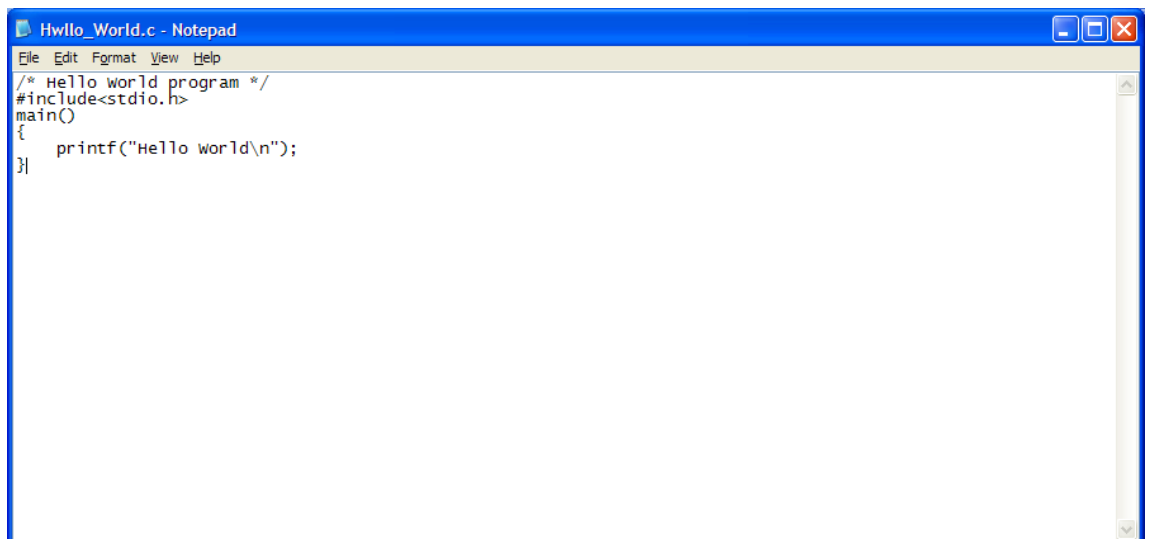 Hwllo_World.c - Notepad
File Edit Format View Help
/* Hello World program */
#include<stdio.h>
main()
{
    printf("Hello World\n");
}